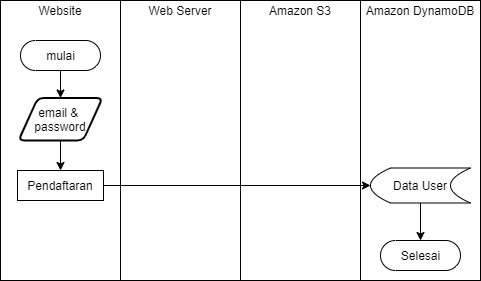 Website
Web Server
Amazon S3
Amazon DynamoDB
mulai
email &
password
Pendaftaran
Data User
Selesai